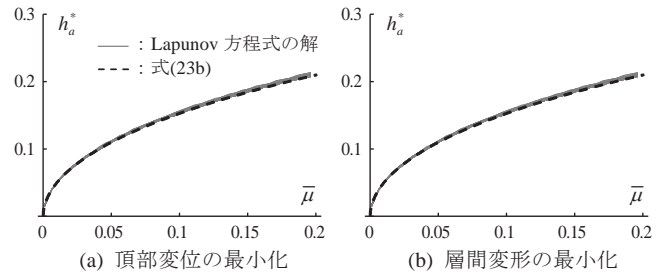 h_a^*
0.3
— : Lapunov 方程式の解
--- : 式(23b)
0.2
0.1
μ̄
0 0.05 0.1 0.15 0.2
(a) 頂部変位の最小化
h_a^*
0.3
0.2
0.1
μ̄
0 0.05 0.1 0.15 0.2
(b) 層間変形の最小化